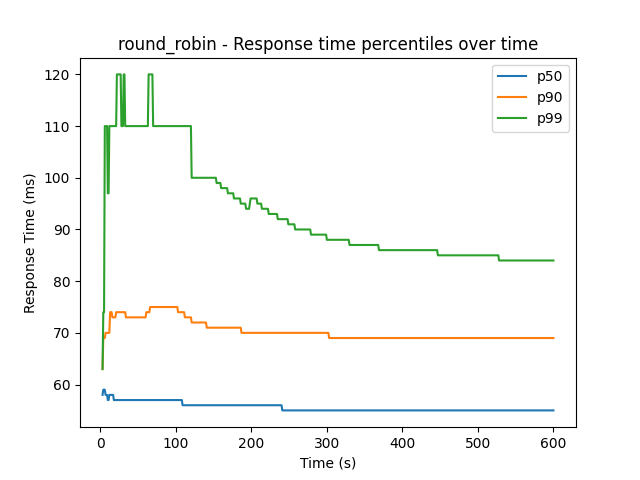 round_robin - Response time percentiles over time
p50
p90
p99
120
110
100
90
80
70
60
Response Time (ms)
0 100 200 300 400 500 600
Time (s)